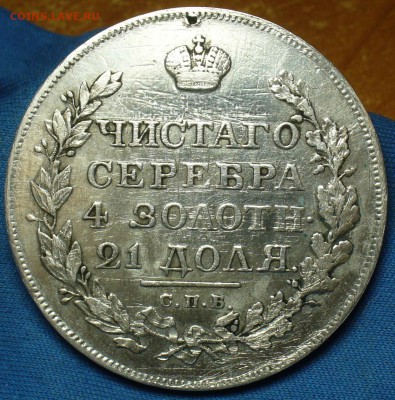 COINS.LAVE.RU
ЧИСТАГО
СЕРЕБРА
4 ЗОЛОТН.
21 ДОЛЯ.
С.П.Б.